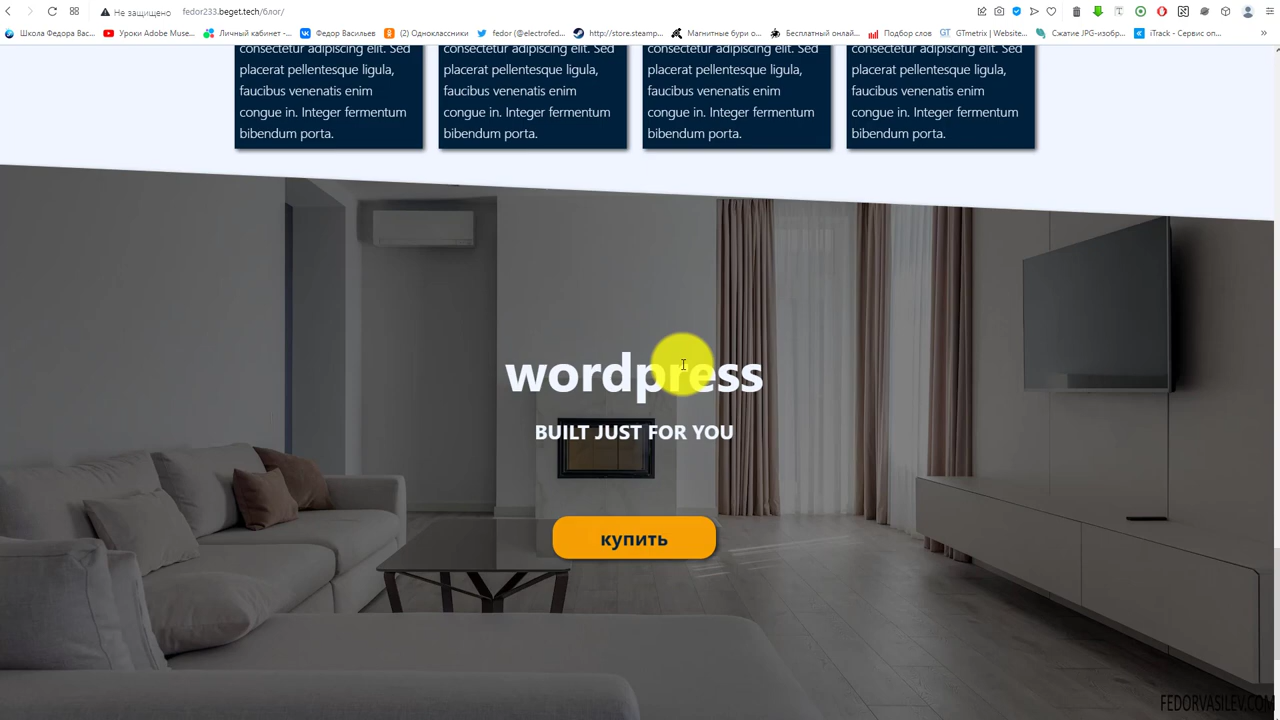 Не защищено
fedor233.beget.tech/блог/
Школа Федора Вас...
Уроки Adobe Muse...
Личный кабинет -...
Федор Васильев
(2) Одноклассники
fedor (@electrofed...
http://store.steamp...
Магнитные бури о...
Бесплатный онлай...
Подбор слов
GT
GTmetrix | Website...
Сжатие JPG-изобр...
iTrack - Сервис оп...
consectetur adipiscing elit. Sed
placerat pellentesque ligula,
faucibus venenatis enim
congue in. Integer fermentum
bibendum porta.
consectetur adipiscing elit. Sed
placerat pellentesque ligula,
faucibus venenatis enim
congue in. Integer fermentum
bibendum porta.
consectetur adipiscing elit. Sed
placerat pellentesque ligula,
faucibus venenatis enim
congue in. Integer fermentum
bibendum porta.
consectetur adipiscing elit. Sed
placerat pellentesque ligula,
faucibus venenatis enim
congue in. Integer fermentum
bibendum porta.
wordpress
BUILT JUST FOR YOU
купить
FEDORVASILEV.COM